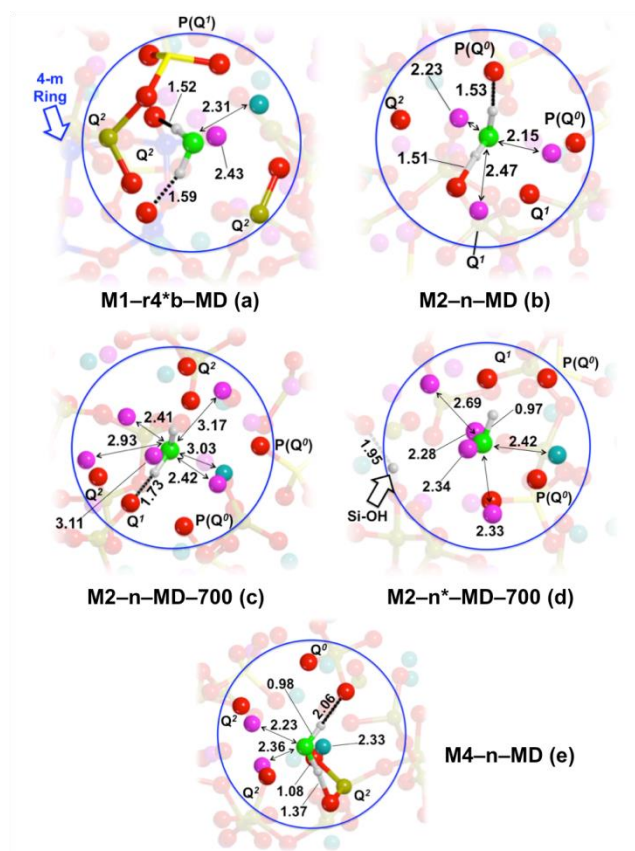 P(Q¹)
4-m
Ring
Q²
1.52
2.31
Q²
2.43
1.59
Q²
M1–r4*b–MD (a)
P(Q⁰)
2.23
1.53
Q²
P(Q⁰)
2.15
1.51
2.47
Q¹
Q¹
M2–n–MD (b)
Q²
2.41
3.17
2.93
3.03
P(Q⁰)
2.42
Q²
1.73
3.11
Q¹
P(Q⁰)
M2–n–MD–700 (c)
Q¹
P(Q⁰)
2.69
0.97
2.28
2.42
1.95
2.34
P(Q⁰)
Si-OH
2.33
M2–n*–MD–700 (d)
Q⁰
0.98
2.06
Q²
2.23
2.36
2.33
Q²
1.08
Q²
1.37
M4–n–MD (e)